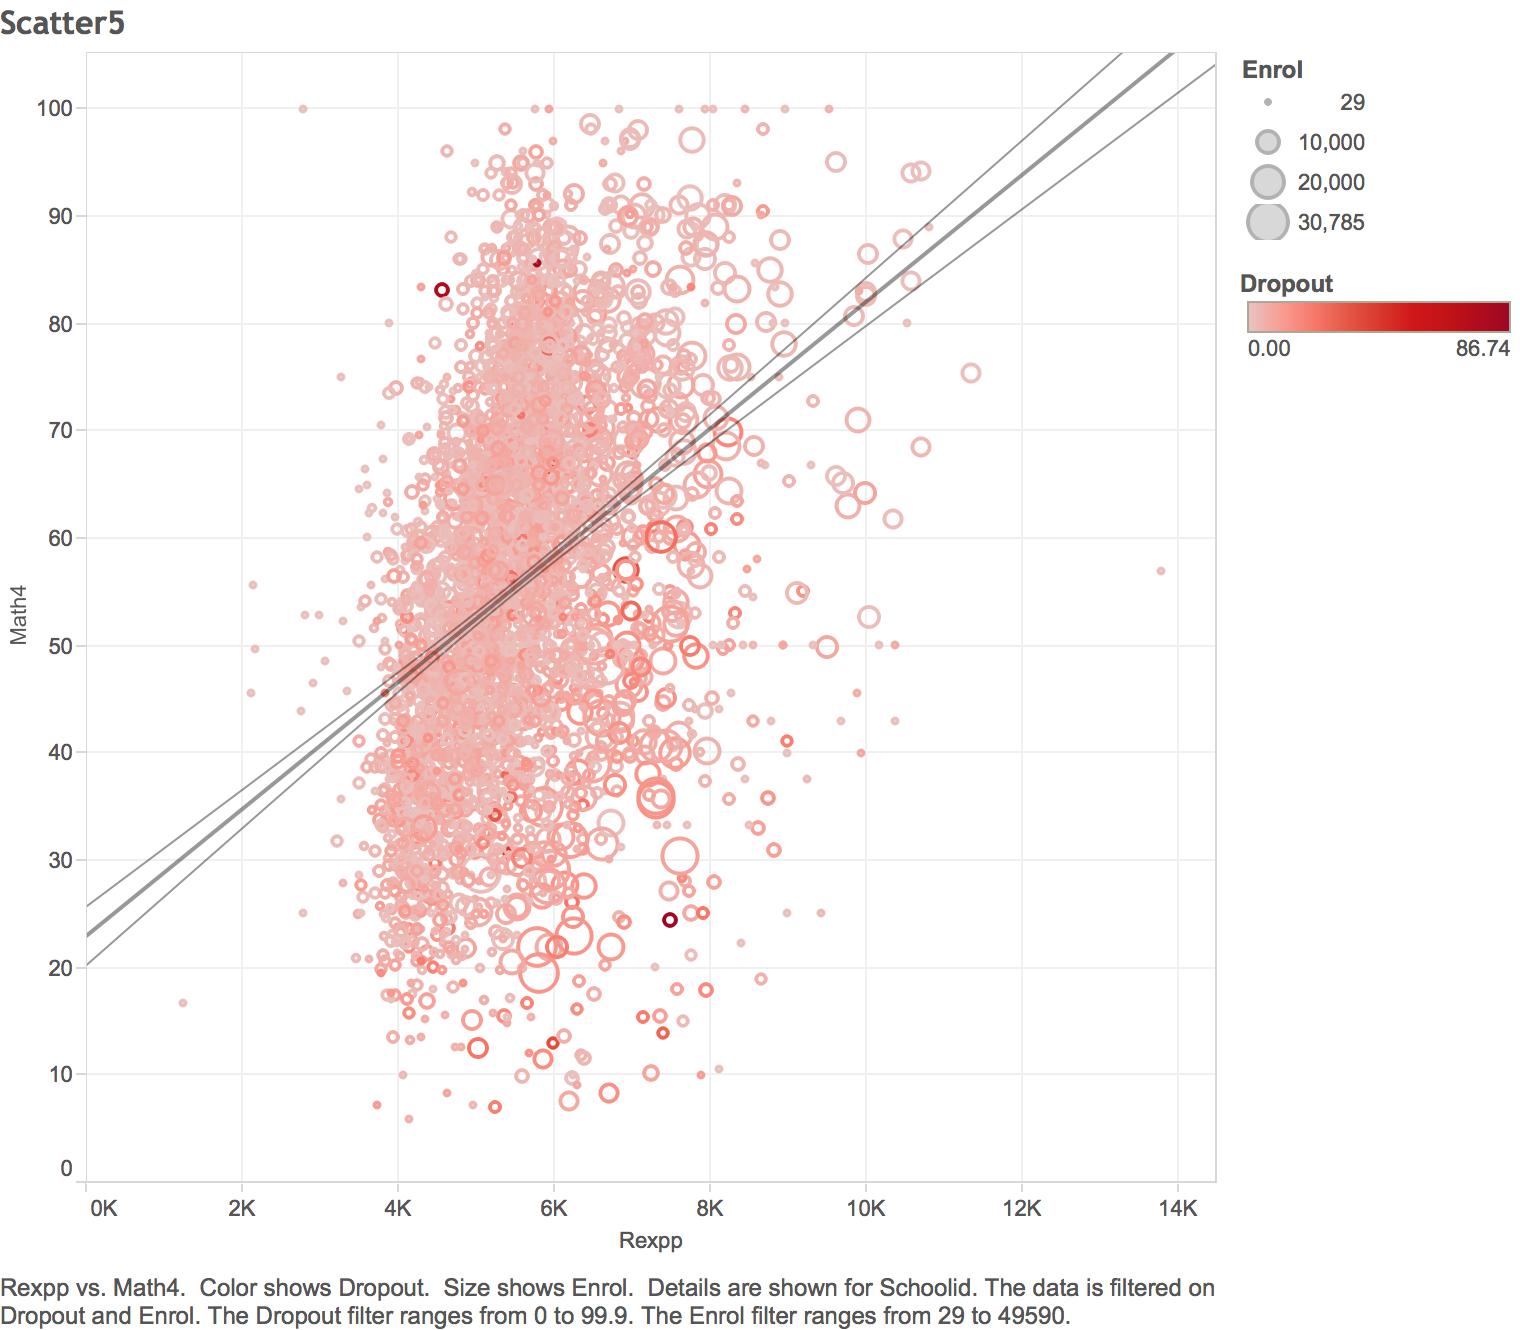 Scatter5
Enrol
29
10,000
20,000
30,785
Dropout
0.00 86.74
Math4
100
90
80
70
60
50
40
30
20
10
0
0K 2K 4K 6K 8K 10K 12K 14K
Rexpp
Rexpp vs. Math4.  Color shows Dropout.  Size shows Enrol.  Details are shown for Schoolid. The data is filtered on
Dropout and Enrol. The Dropout filter ranges from 0 to 99.9. The Enrol filter ranges from 29 to 49590.